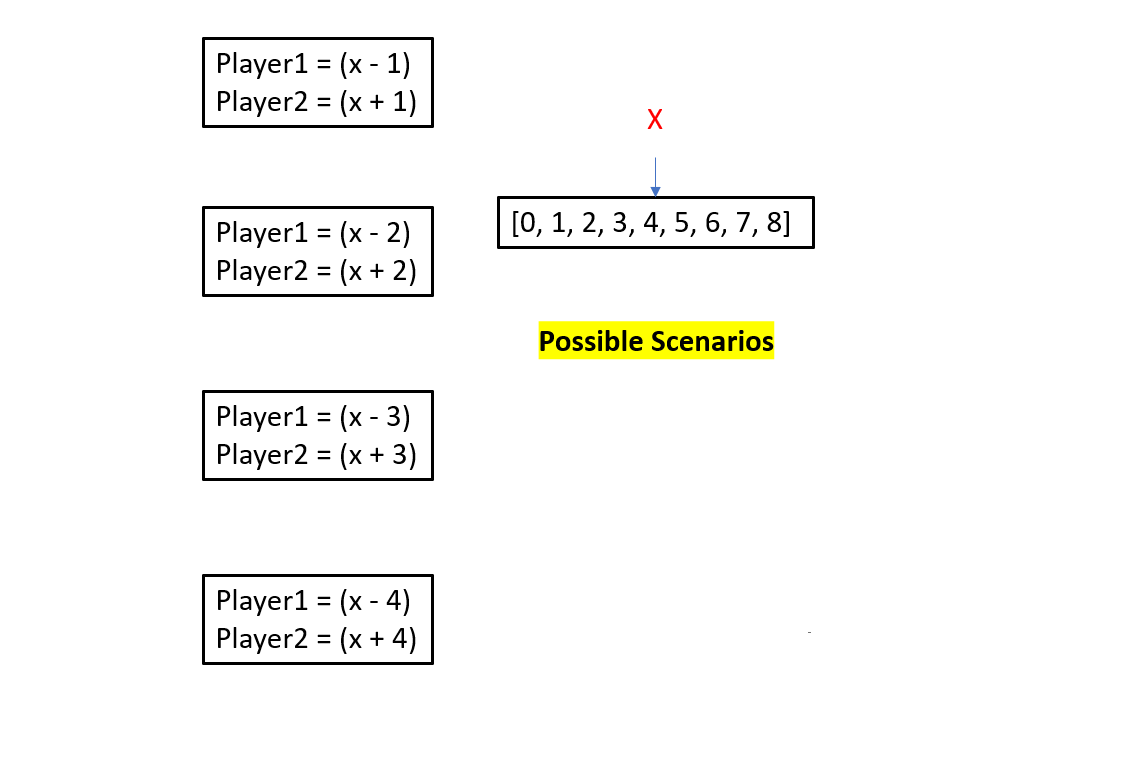 Player1 = (x - 1)
Player2 = (x + 1)
X
Player1 = (x - 2)
Player2 = (x + 2)
[0, 1, 2, 3, 4, 5, 6, 7, 8]
Possible Scenarios
Player1 = (x - 3)
Player2 = (x + 3)
Player1 = (x - 4)
Player2 = (x + 4)